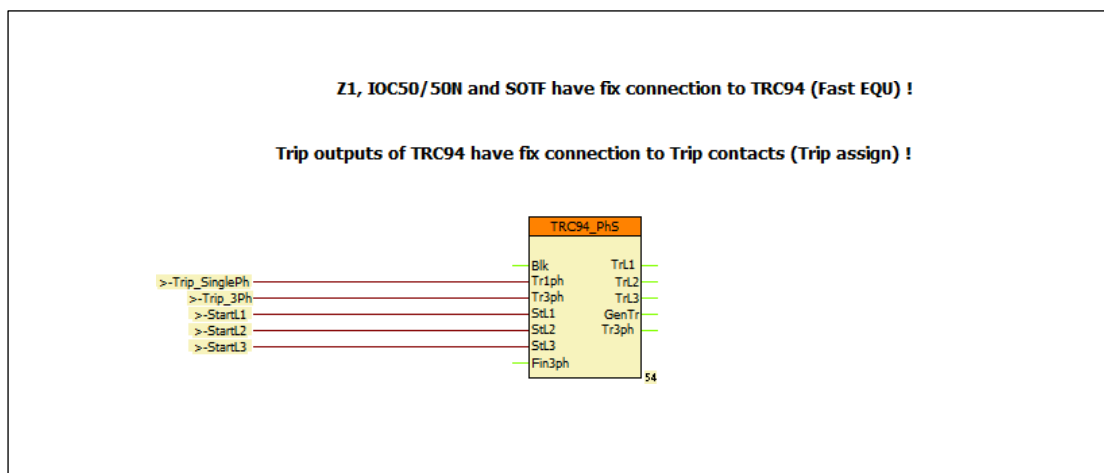 Z1, IOC50/50N and SOTF have fix connection to TRC94 (Fast EQU) !
Trip outputs of TRC94 have fix connection to Trip contacts (Trip assign) !
TRC94_PhS
Blk TrL1
>-Trip_SinglePh Tr1ph TrL2
>-Trip_3Ph Tr3ph TrL3
>-StartL1 StL1 GenTr
>-StartL2 StL2 Tr3ph
>-StartL3 StL3
Fin3ph
54